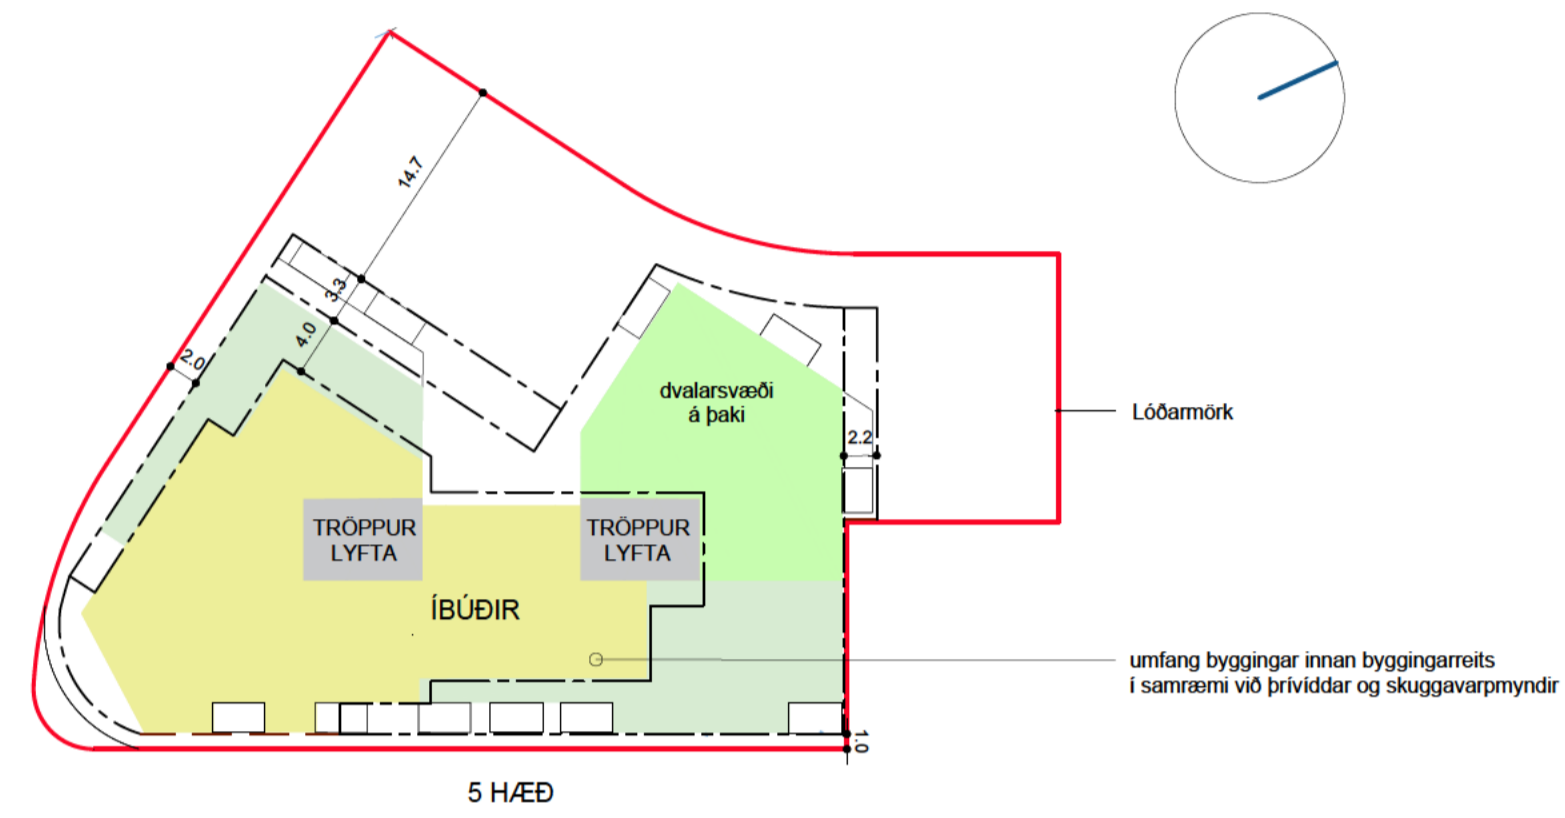 14.7
3.3
4.0
2.0
dvalarsvæði
á þaki
2.2
Lóðarmörk
TRÖPPUR
LYFTA
TRÖPPUR
LYFTA
ÍBÚÐIR
umfang byggingar innan byggingarreits
í samræmi við þrívíddar og skuggavarpmyndir
1.0
5 HÆÐ